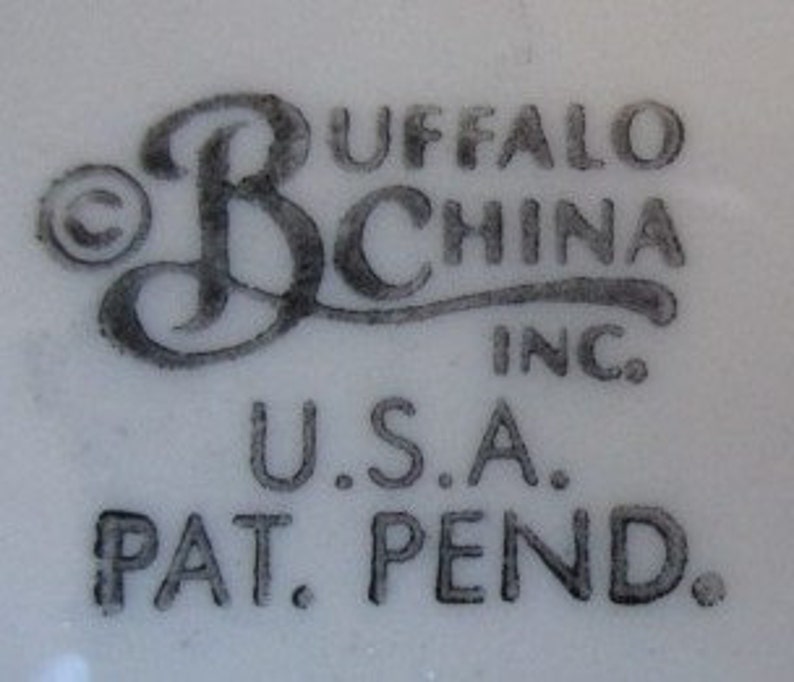 © BUFFALO
CHINA
INC.
U.S.A.
PAT. PEND.